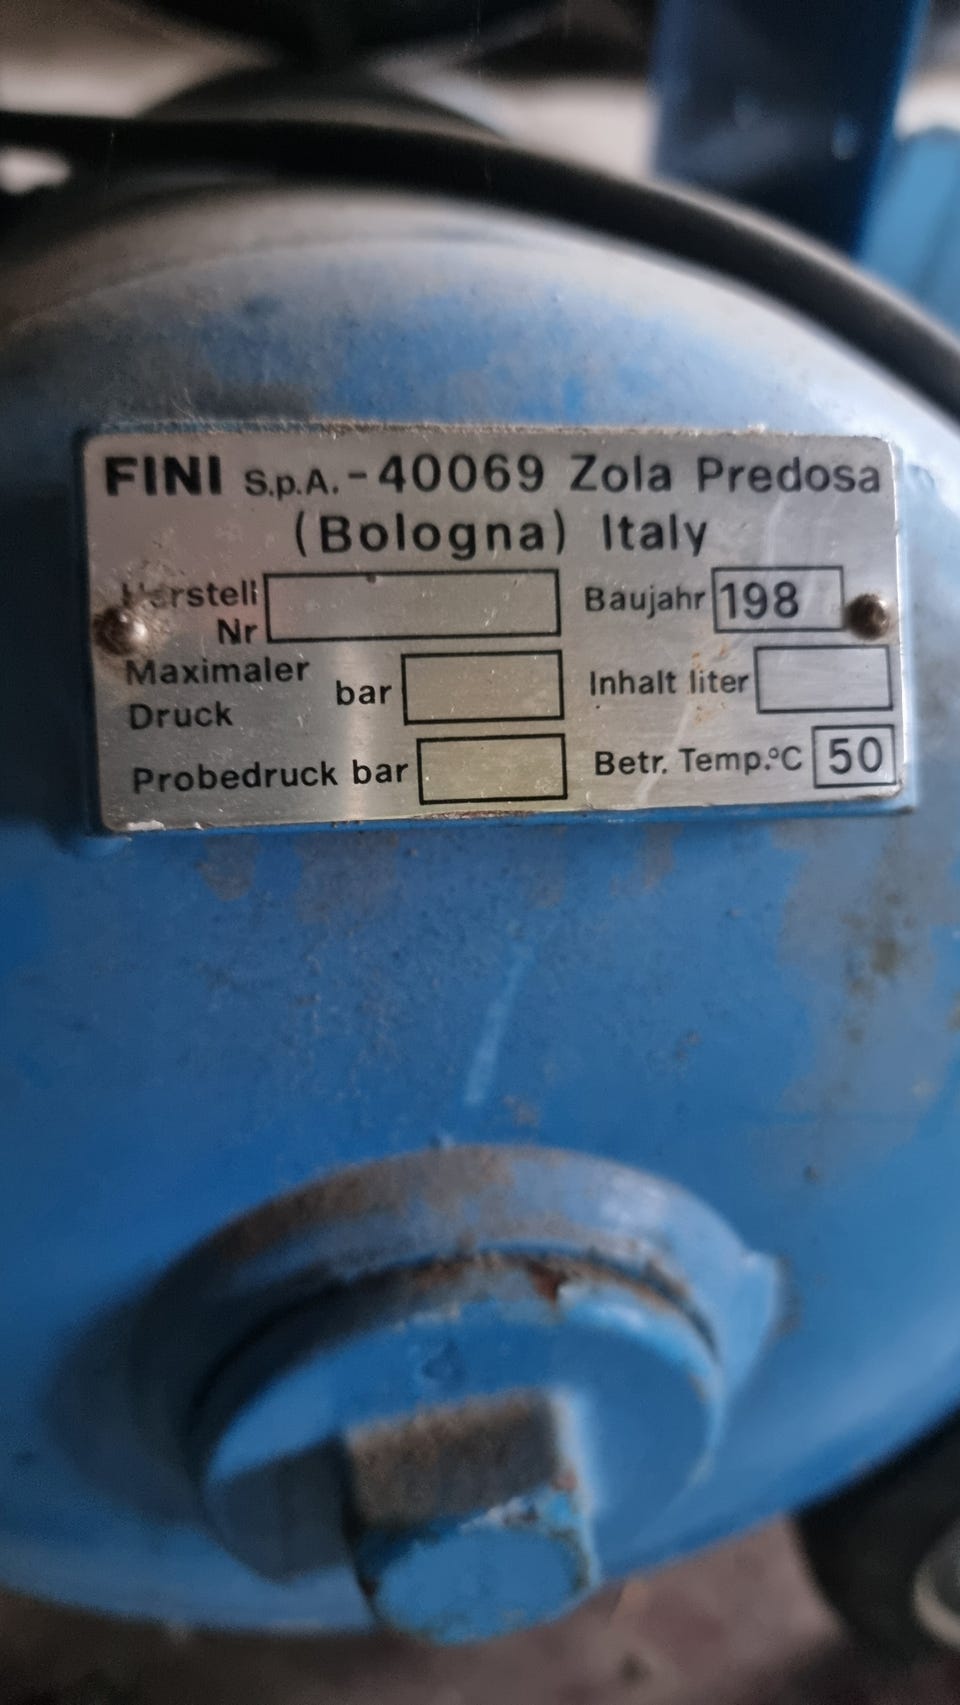 FINI S.p.A. - 40069 Zola Predosa
(Bologna) Italy
Herstell Nr
Baujahr 198
Maximaler Druck bar
Inhalt liter
Probedruck bar
Betr. Temp.°C 50